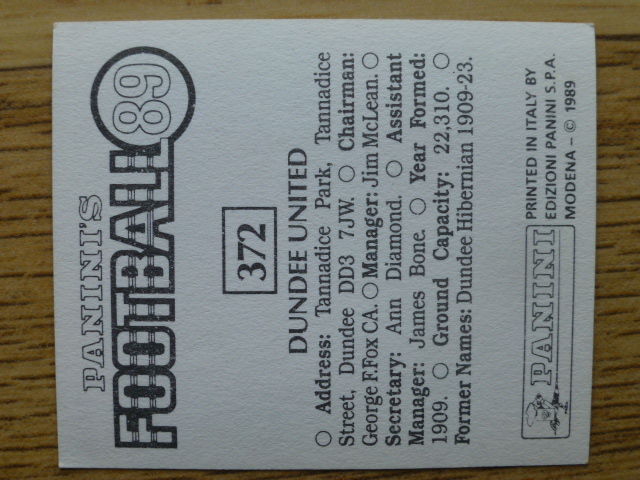 PANINI'S
FOOTBALL 89
372
DUNDEE UNITED
○ Address: Tannadice Park, Tannadice
Street, Dundee DD3 7JW. ○ Chairman:
George F.Fox CA. ○ Manager: Jim McLean. ○
Secretary: Ann Diamond. ○ Assistant
Manager: James Bone. ○ Year Formed:
1909. ○ Ground Capacity: 22,310. ○
Former Names: Dundee Hibernian 1909-23.
PANINI
PRINTED IN ITALY BY
EDIZIONI PANINI S.P.A.
MODENA - © 1989